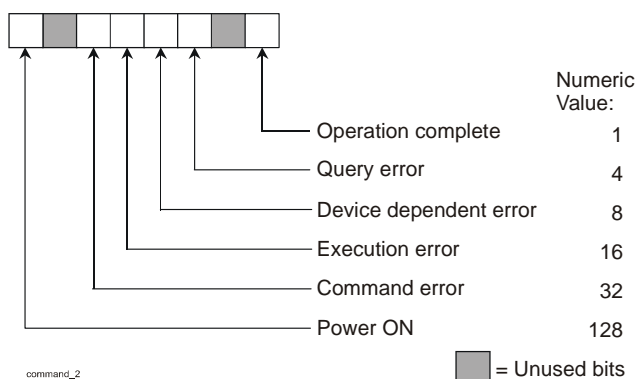 Numeric
Value:
Operation complete 1
Query error 4
Device dependent error 8
Execution error 16
Command error 32
Power ON 128
= Unused bits
command_2